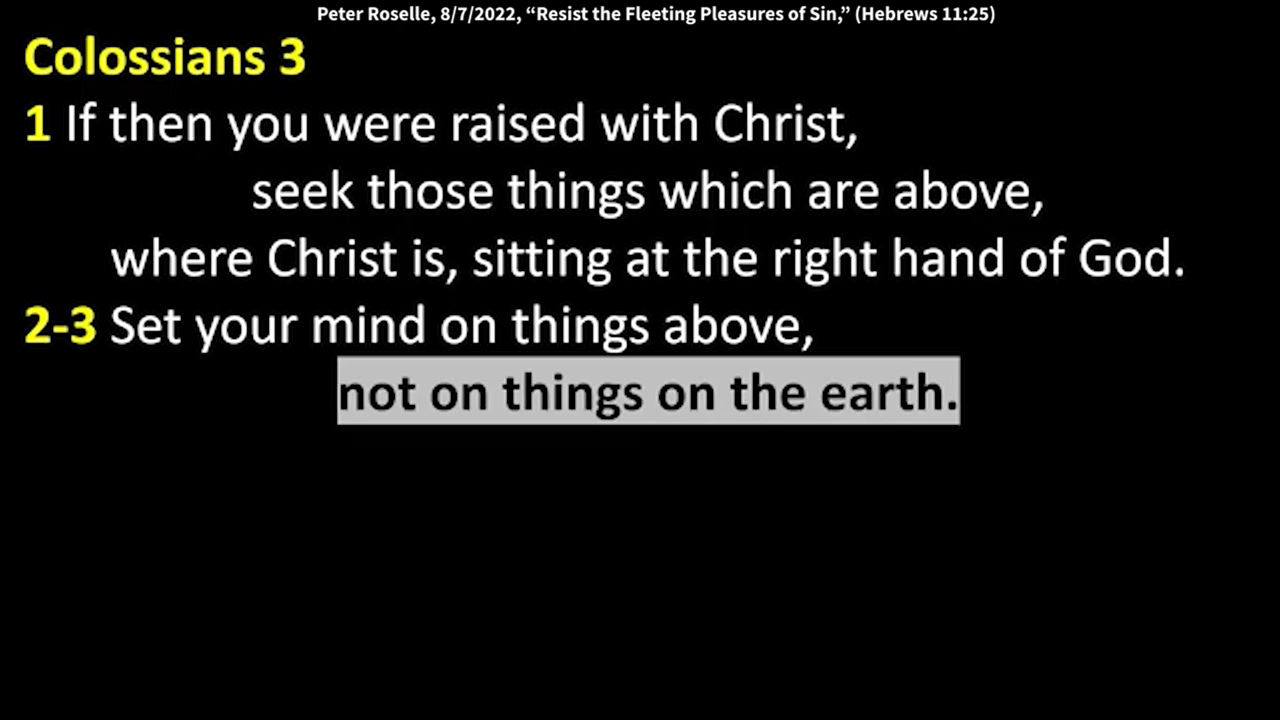 Peter Roselle, 8/7/2022, “Resist the Fleeting Pleasures of Sin,” (Hebrews 11:25)
Colossians 3
1 If then you were raised with Christ,
seek those things which are above,
where Christ is, sitting at the right hand of God.
2-3 Set your mind on things above,
not on things on the earth.